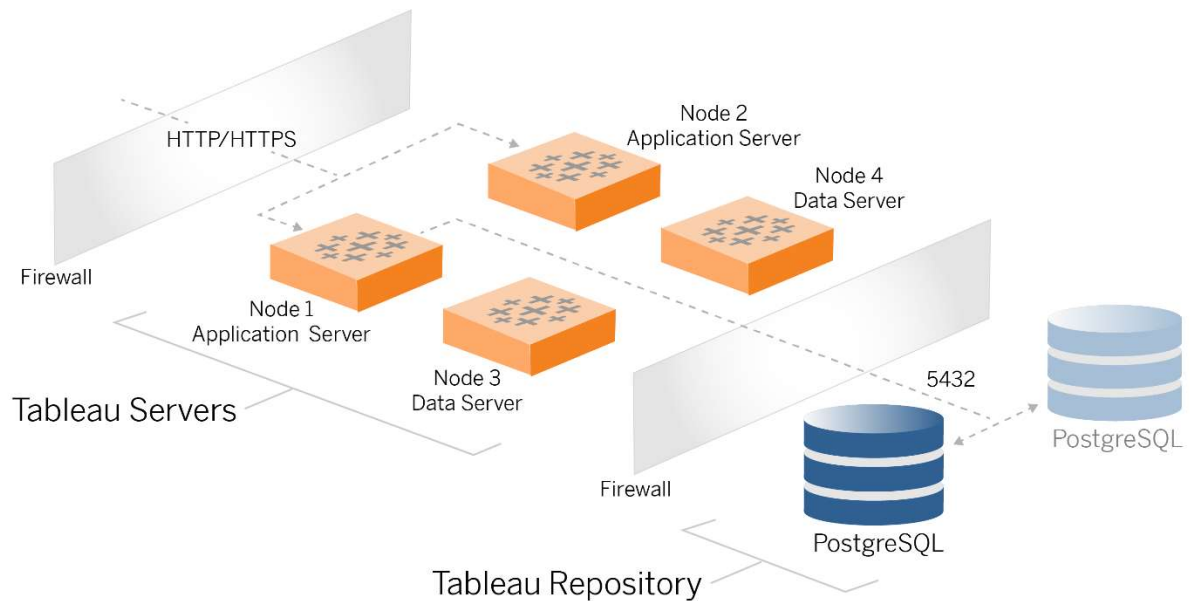 HTTP/HTTPS
Node 2
Application Server
Node 4
Data Server
Firewall
Node 1
Application Server
Node 3
Data Server
Tableau Servers
5432
PostgreSQL
Firewall
PostgreSQL
Tableau Repository